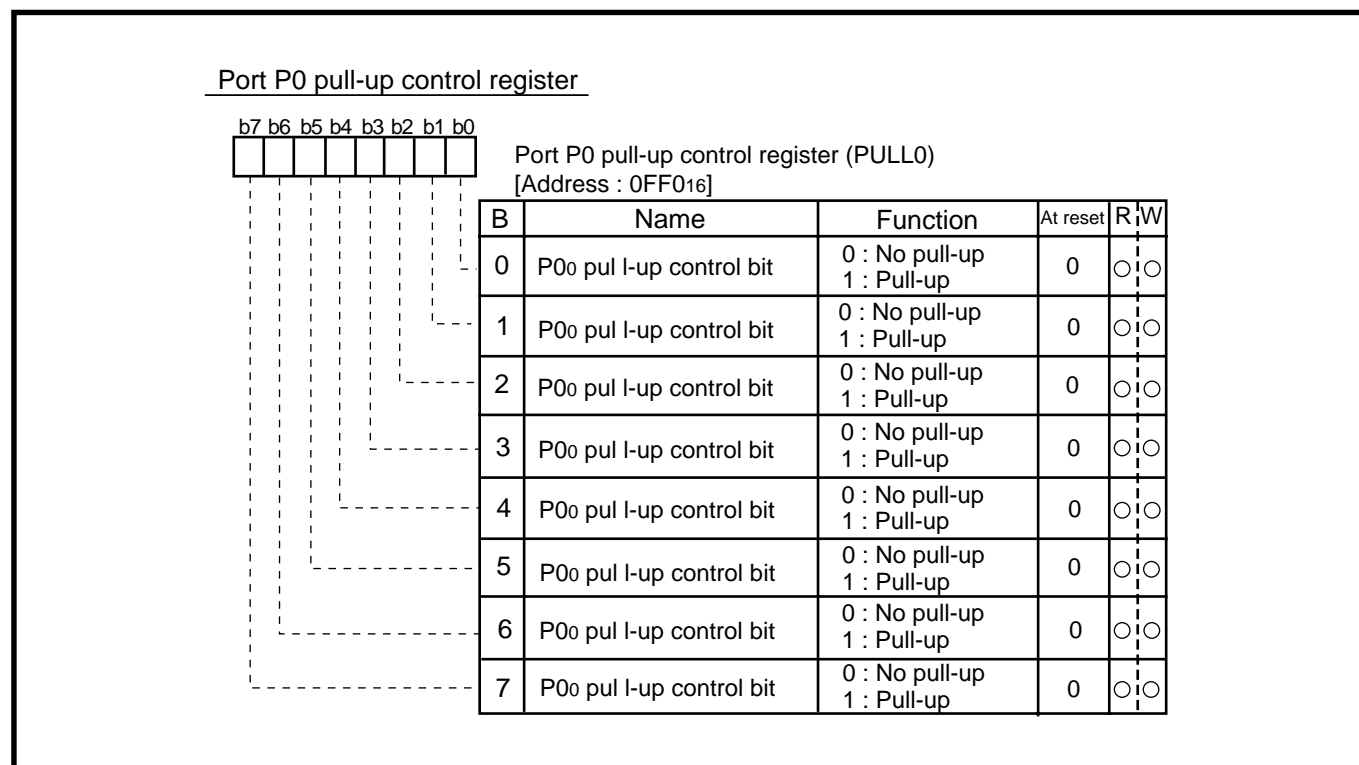 Port P0 pull-up control register
b7 b6 b5 b4 b3 b2 b1 b0
Port P0 pull-up control register (PULL0)
[Address : 0FF016]
B Name Function At reset R W
0 P00 pul l-up control bit 0 : No pull-up 0
1 : Pull-up
1 P00 pul l-up control bit 0 : No pull-up 0
1 : Pull-up
2 P00 pul l-up control bit 0 : No pull-up 0
1 : Pull-up
3 P00 pul l-up control bit 0 : No pull-up 0
1 : Pull-up
4 P00 pul l-up control bit 0 : No pull-up 0
1 : Pull-up
5 P00 pul l-up control bit 0 : No pull-up 0
1 : Pull-up
6 P00 pul l-up control bit 0 : No pull-up 0
1 : Pull-up
7 P00 pul l-up control bit 0 : No pull-up 0
1 : Pull-up